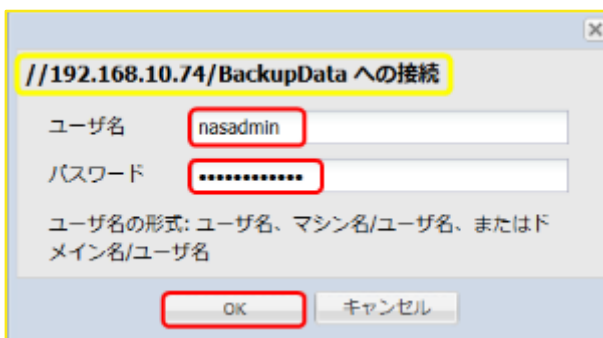 //192.168.10.74/BackupData への接続
ユーザ名 nasadmin
パスワード ••••••••••••
ユーザ名の形式: ユーザ名、マシン名/ユーザ名、またはド
メイン名/ユーザ名
OK キャンセル